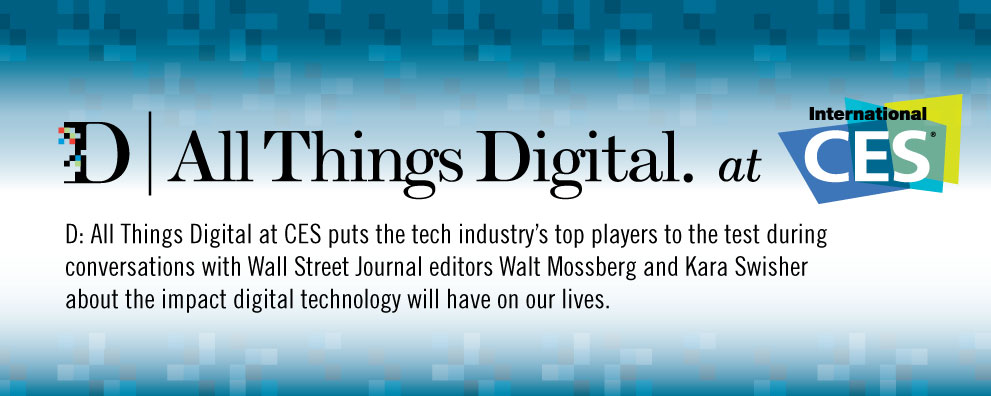 D | All Things Digital. at International CES®
D: All Things Digital at CES puts the tech industry's top players to the test during
conversations with Wall Street Journal editors Walt Mossberg and Kara Swisher
about the impact digital technology will have on our lives.